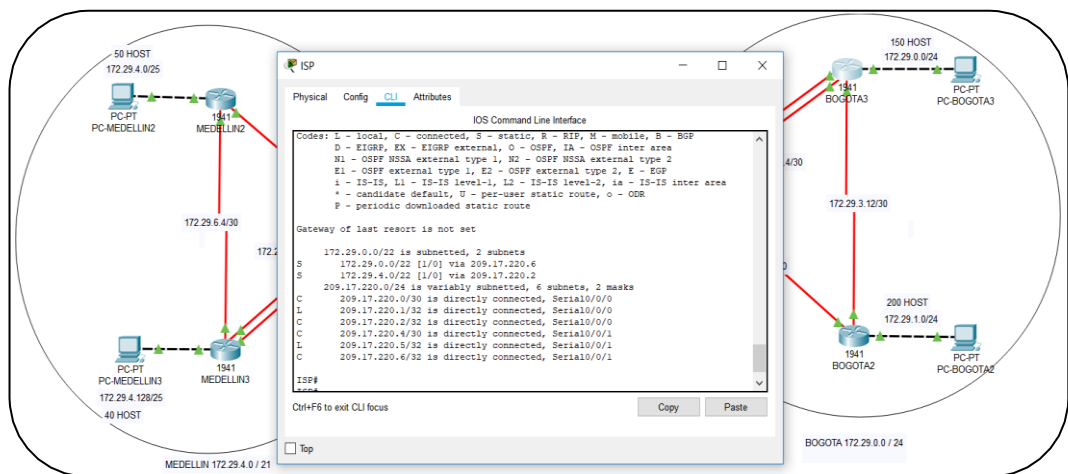 50 HOST
172.29.4.0/25
PC-PT
PC-MEDELLIN2
1941
MEDELLIN2
172.29.6.4/30
172.2
PC-PT
PC-MEDELLIN3
172.29.4.128/25
40 HOST
1941
MEDELLIN3
MEDELLIN 172.29.4.0 / 21
ISP
Physical Config CLI Attributes
IOS Command Line Interface
Codes: L - local, C - connected, S - static, R - RIP, M - mobile, B - BGP
D - EIGRP, EX - EIGRP external, O - OSPF, IA - OSPF inter area
N1 - OSPF NSSA external type 1, N2 - OSPF NSSA external type 2
E1 - OSPF external type 1, E2 - OSPF external type 2, E - EGP
i - IS-IS, L1 - IS-IS level-1, L2 - IS-IS level-2, ia - IS-IS inter area
* - candidate default, U - per-user static route, o - ODR
P - periodic downloaded static route
Gateway of last resort is not set
172.29.0.0/22 is subnetted, 2 subnets
S 172.29.0.0/22 [1/0] via 209.17.220.6
S 172.29.4.0/22 [1/0] via 209.17.220.2
209.17.220.0/24 is variably subnetted, 6 subnets, 2 masks
C 209.17.220.0/30 is directly connected, Serial0/0/0
L 209.17.220.1/32 is directly connected, Serial0/0/0
C 209.17.220.2/32 is directly connected, Serial0/0/0
C 209.17.220.4/30 is directly connected, Serial0/0/1
L 209.17.220.5/32 is directly connected, Serial0/0/1
C 209.17.220.6/32 is directly connected, Serial0/0/1
ISP#
ISP#
Ctrl+F6 to exit CLI focus
Copy Paste
Top
150 HOST
172.29.0.0/24
1941
BOGOTA3
PC-PT
PC-BOGOTA3
.4/30
172.29.3.12/30
0
200 HOST
172.29.1.0/24
1941
BOGOTA2
PC-PT
PC-BOGOTA2
BOGOTA 172.29.0.0 / 24